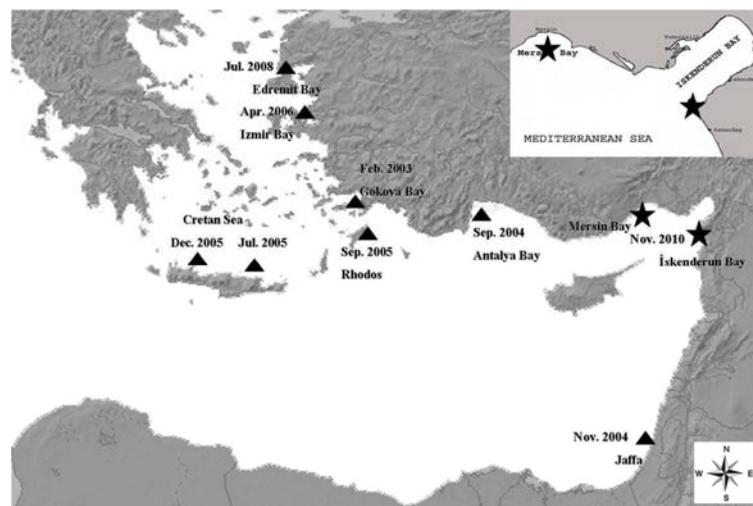 Jul. 2008
Edremit Bay
Apr. 2006
Izmir Bay
Feb. 2003
Gokova Bay
Cretan Sea
Dec. 2005
Jul. 2005
Sep. 2005
Rhodos
Sep. 2004
Antalya Bay
Mersin Bay
Nov. 2010
İskenderun Bay
Nov. 2004
Jaffa
Mersin
Bay
İSKENDERUN BAY
MEDITERRANEAN SEA
N
W
E
S